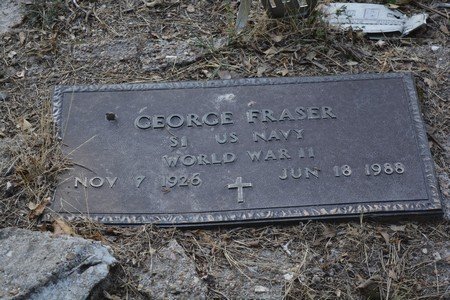 GEORGE FRASER
S1 US NAVY
WORLD WAR II
NOV 7 1926 JUN 18 1988